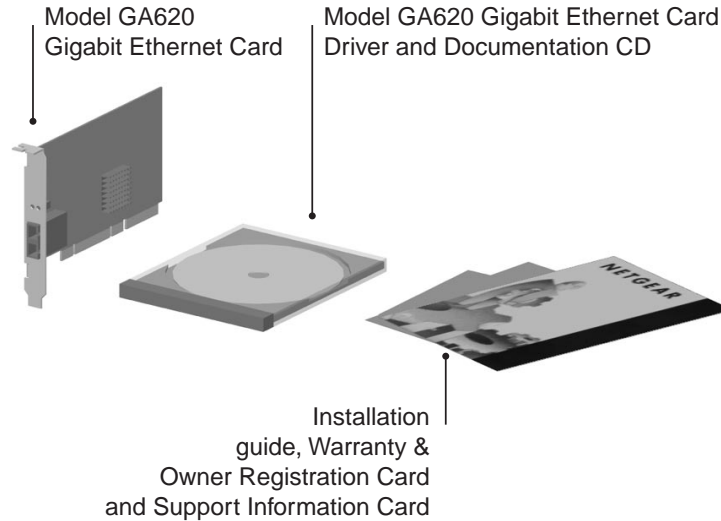 Model GA620
Gigabit Ethernet Card
Model GA620 Gigabit Ethernet Card
Driver and Documentation CD
NETGEAR
Installation
guide, Warranty &
Owner Registration Card
and Support Information Card